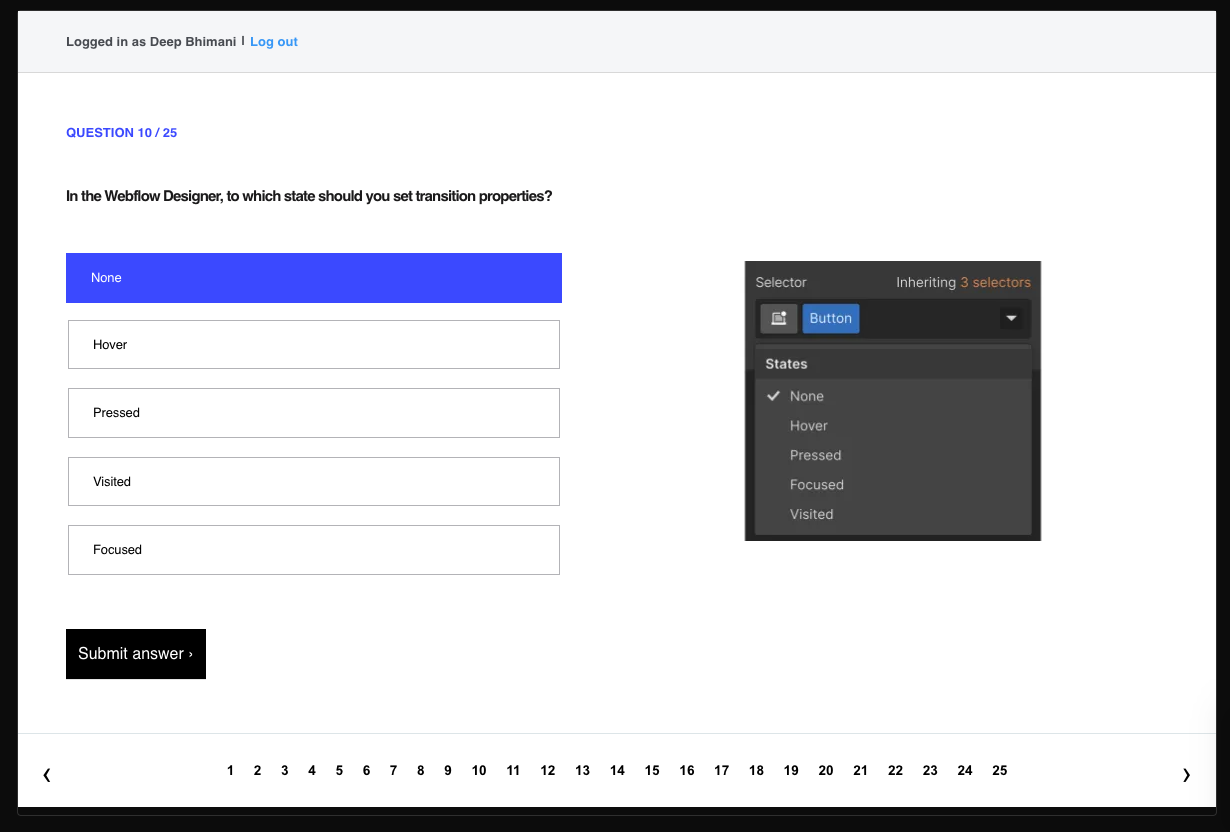 Logged in as Deep Bhimani | Log out
QUESTION 10 / 25
In the Webflow Designer, to which state should you set transition properties?
None
Hover
Pressed
Visited
Focused
Submit answer ›
Selector Inheriting 3 selectors
Button
States
None
Hover
Pressed
Focused
Visited
❮ 1 2 3 4 5 6 7 8 9 10 11 12 13 14 15 16 17 18 19 20 21 22 23 24 25 ❯